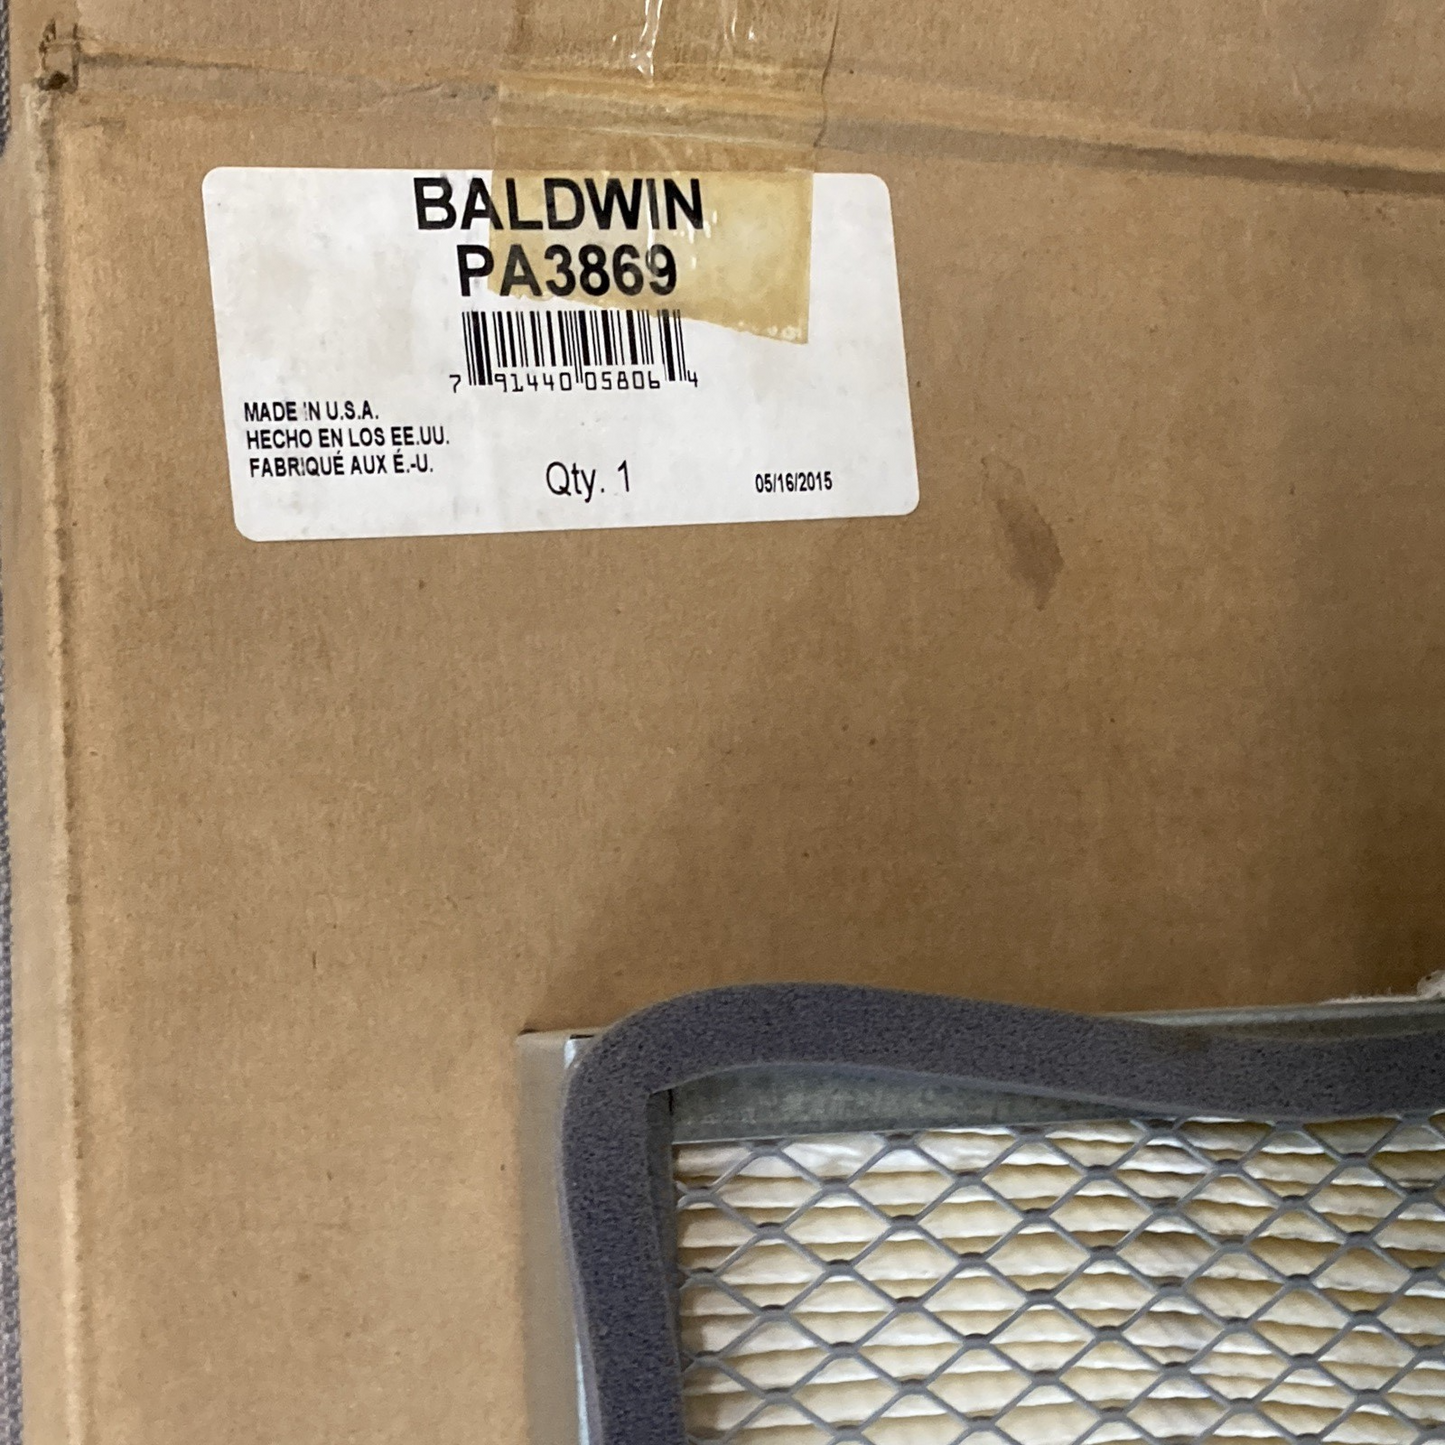 BALDWIN
PA3869
7 91440 05806 4
MADE IN U.S.A.
HECHO EN LOS EE.UU.
FABRIQUÉ AUX É.-U.
Qty. 1
05/16/2015